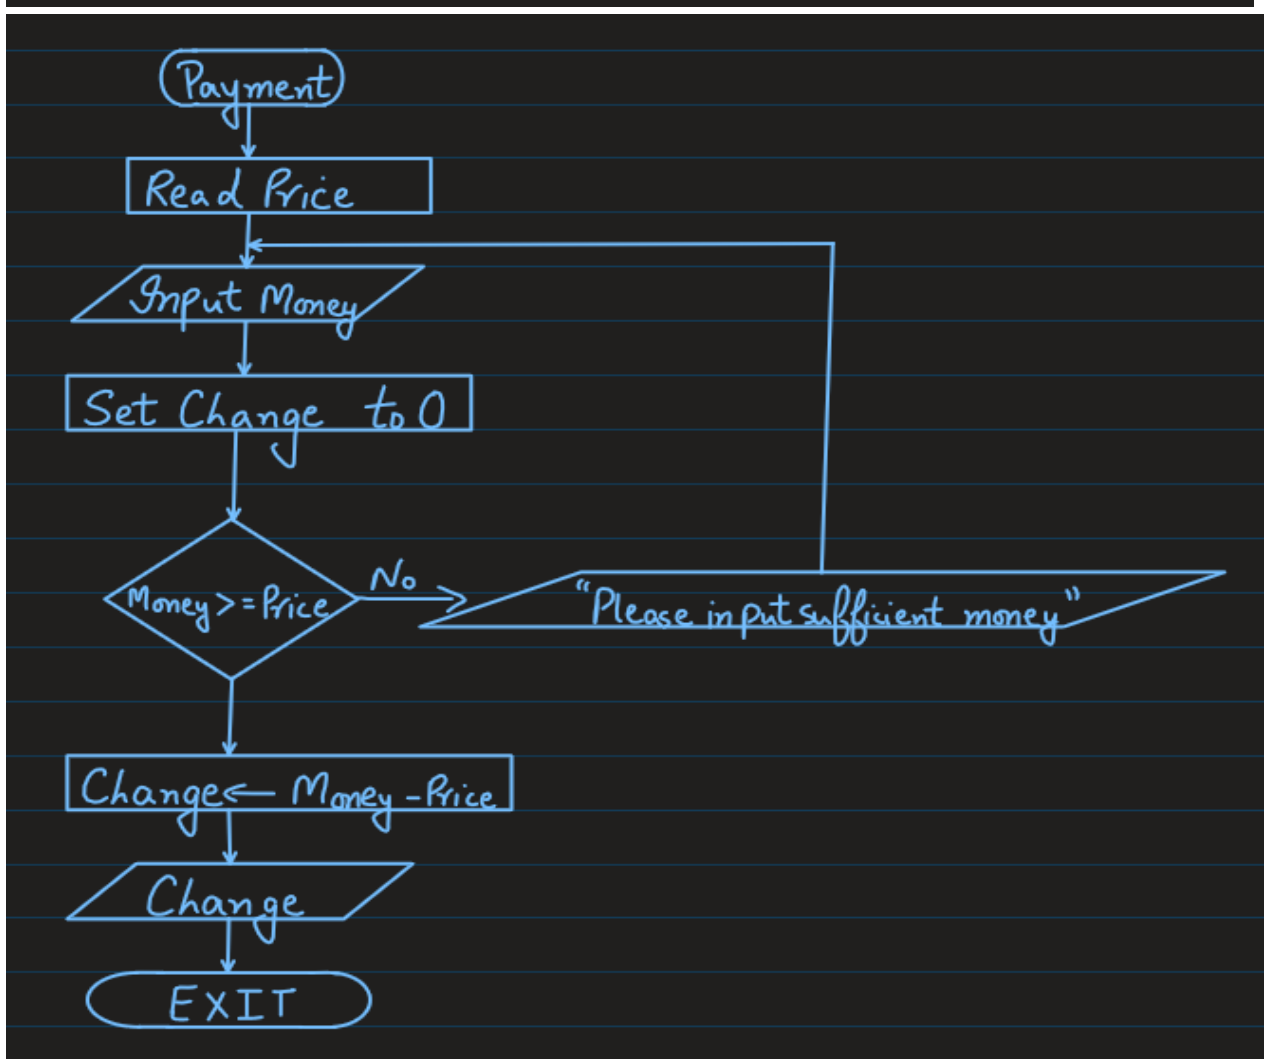 Payment
Read Price
Input Money
Set Change to 0
Money >= Price
No
"Please input sufficient money"
Change ← Money - Price
Change
EXIT